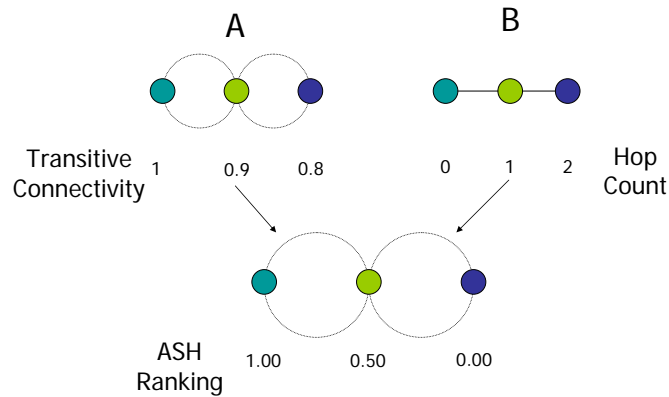 A
B
Transitive
Connectivity
1
0.9
0.8
0
1
2
Hop
Count
ASH
Ranking
1.00
0.50
0.00